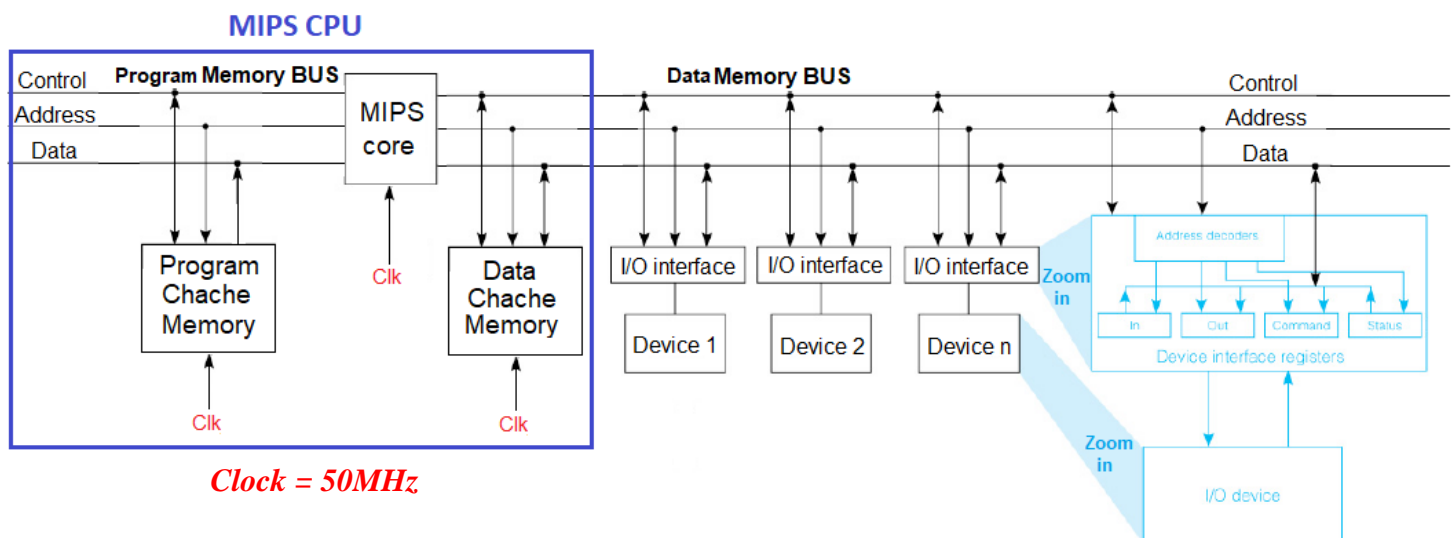 MIPS CPU
Program Memory BUS
Data Memory BUS
Control
Address
Data
MIPS
core
Control
Address
Data
Program
Chache
Memory
Clk
Clk
Data
Chache
Memory
Clk
I/O interface
I/O interface
I/O interface
Device 1
Device 2
Device n
Zoom
in
Address decoders
In
Out
Command
Status
Device interface registers
Zoom
in
I/O device
Clock = 50MHz